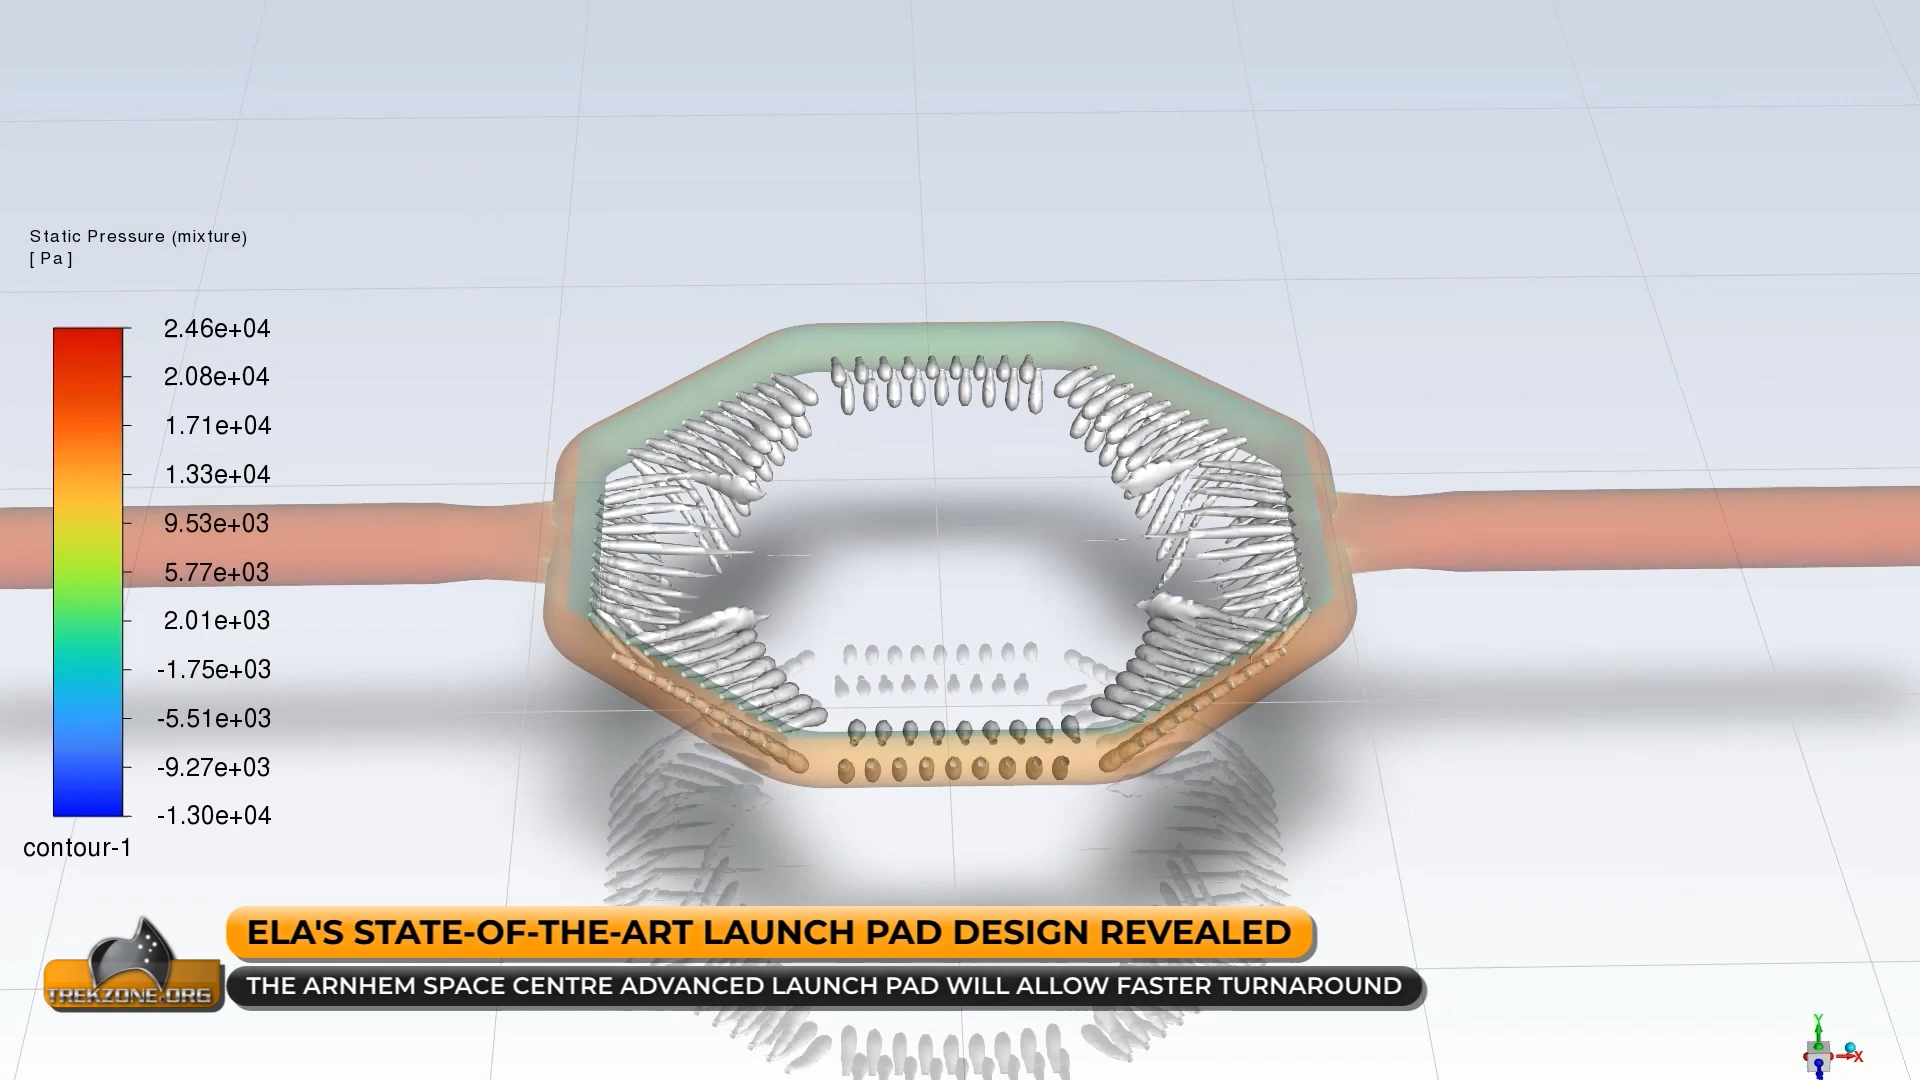 Static Pressure (mixture)
[ Pa ]
2.46e+04
2.08e+04
1.71e+04
1.33e+04
9.53e+03
5.77e+03
2.01e+03
-1.75e+03
-5.51e+03
-9.27e+03
-1.30e+04
contour-1
ELA'S STATE-OF-THE-ART LAUNCH PAD DESIGN REVEALED
THE ARNHEM SPACE CENTRE ADVANCED LAUNCH PAD WILL ALLOW FASTER TURNAROUND
TREKZONE.ORG
Y
X